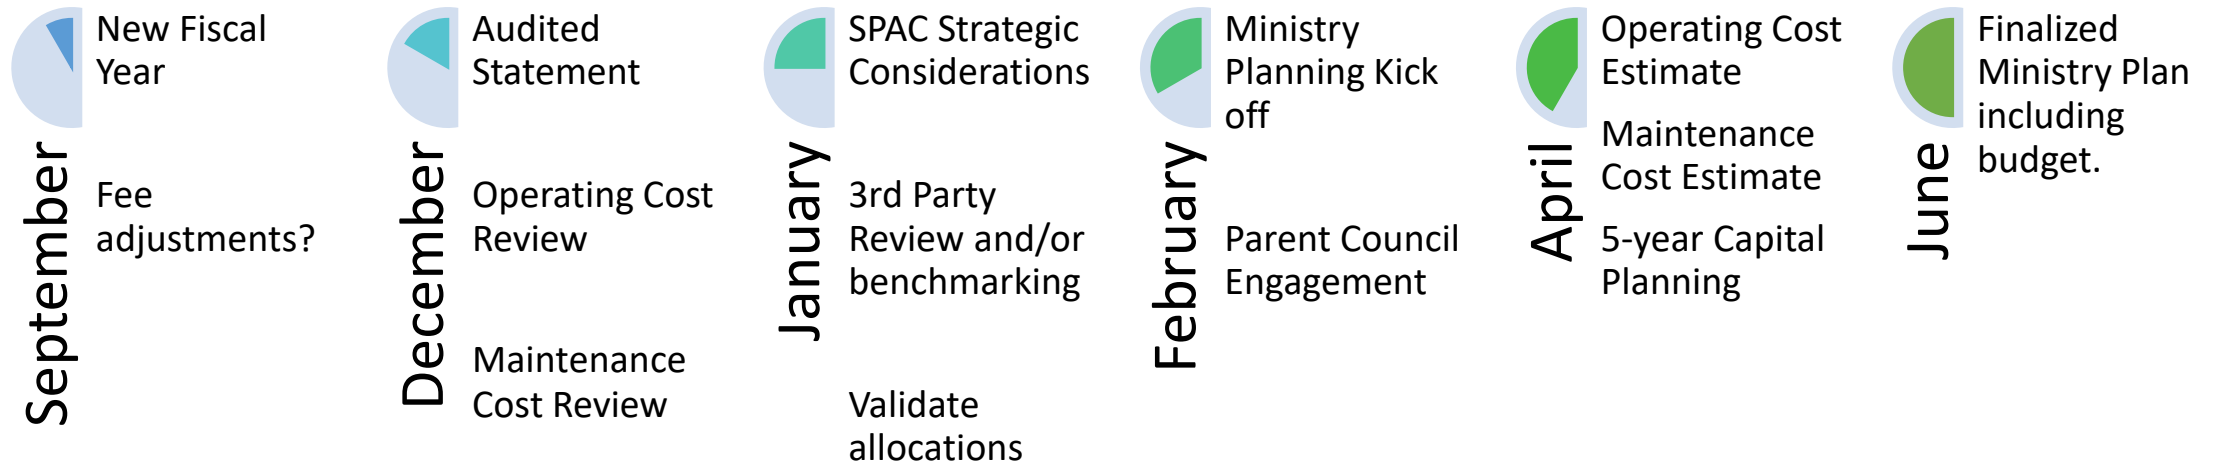 September
New Fiscal
Year
Fee
adjustments?
December
Audited
Statement
Operating Cost
Review
Maintenance
Cost Review
January
SPAC Strategic
Considerations
3rd Party
Review and/or
benchmarking
Validate
allocations
February
Ministry
Planning Kick
off
Parent Council
Engagement
April
Operating Cost
Estimate
Maintenance
Cost Estimate
5-year Capital
Planning
June
Finalized
Ministry Plan
including
budget.